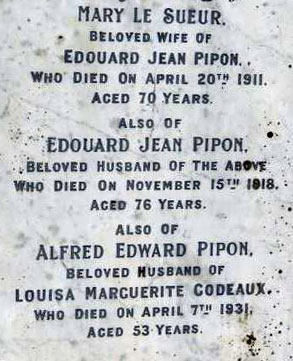 MARY LE SUEUR.
BELOVED WIFE OF
EDOUARD JEAN PIPON.
WHO DIED ON APRIL 20TH 1911.
AGED 70 YEARS.
ALSO OF
EDOUARD JEAN PIPON.
BELOVED HUSBAND OF THE ABOVE
WHO DIED ON NOVEMBER 15TH 1918.
AGED 76 YEARS.
ALSO OF
ALFRED EDWARD PIPON,
BELOVED HUSBAND OF
LOUISA MARGUERITE GODEAUX.
WHO DIED ON APRIL 7TH 1931.
AGED 53 YEARS.